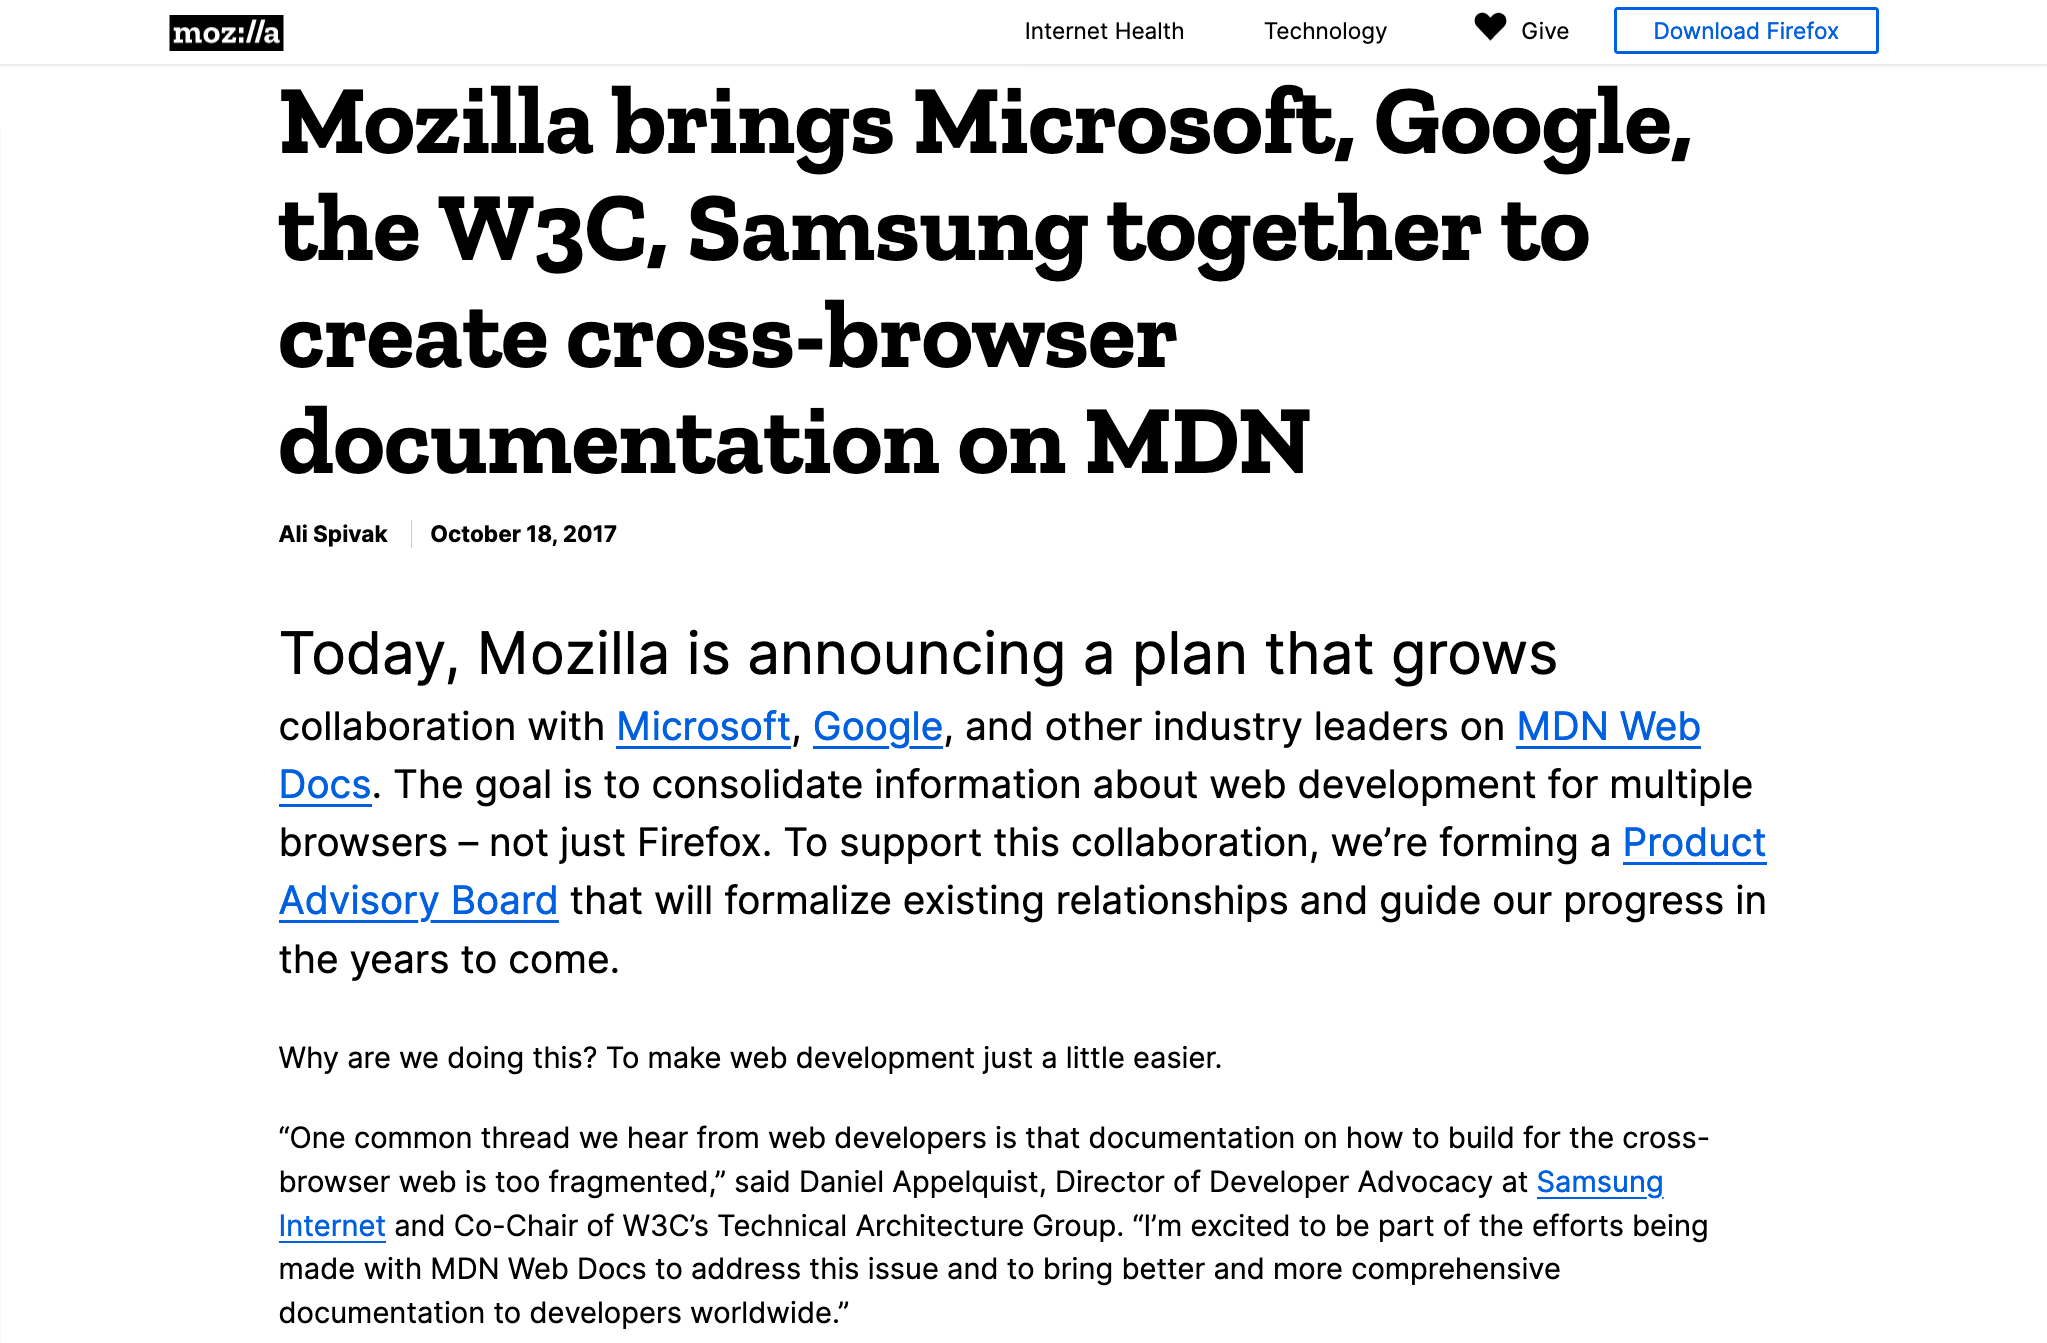 moz://a
Internet Health
Technology
Give
Download Firefox
Mozilla brings Microsoft, Google,
the W3C, Samsung together to
create cross-browser
documentation on MDN
Ali Spivak
October 18, 2017
Today, Mozilla is announcing a plan that grows
collaboration with Microsoft, Google, and other industry leaders on MDN Web
Docs. The goal is to consolidate information about web development for multiple
browsers – not just Firefox. To support this collaboration, we’re forming a Product
Advisory Board that will formalize existing relationships and guide our progress in
the years to come.
Why are we doing this? To make web development just a little easier.
“One common thread we hear from web developers is that documentation on how to build for the cross-
browser web is too fragmented,” said Daniel Appelquist, Director of Developer Advocacy at Samsung
Internet and Co-Chair of W3C’s Technical Architecture Group. “I’m excited to be part of the efforts being
made with MDN Web Docs to address this issue and to bring better and more comprehensive
documentation to developers worldwide.”